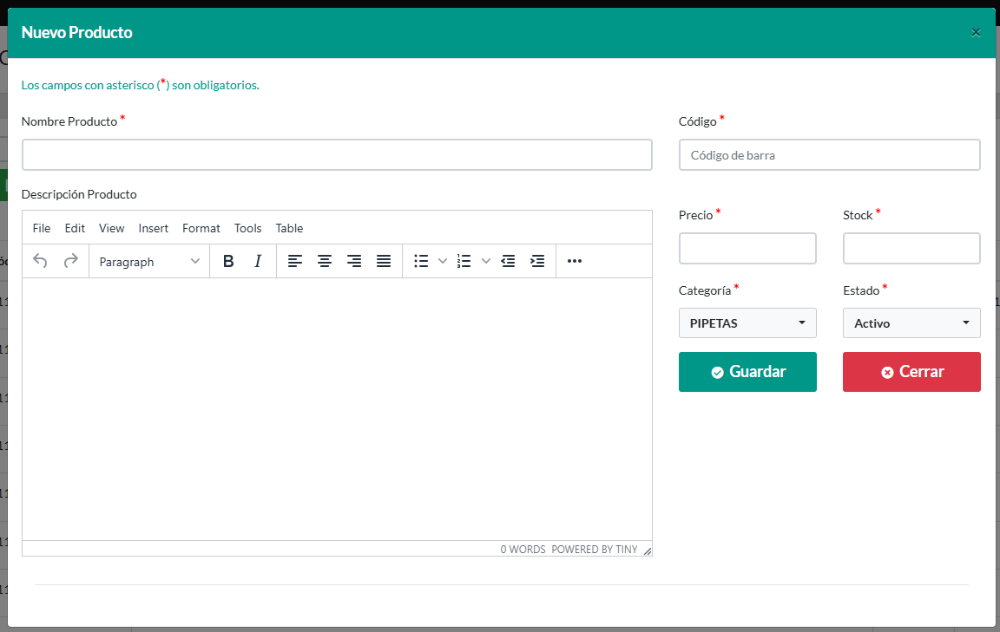 Nuevo Producto ×
Los campos con asterisco (*) son obligatorios.
Nombre Producto *
Código *
Código de barra
Descripción Producto
File Edit View Insert Format Tools Table
Paragraph B I
0 WORDS POWERED BY TINY
Precio * Stock *
Categoría * Estado *
PIPETAS Activo
Guardar Cerrar